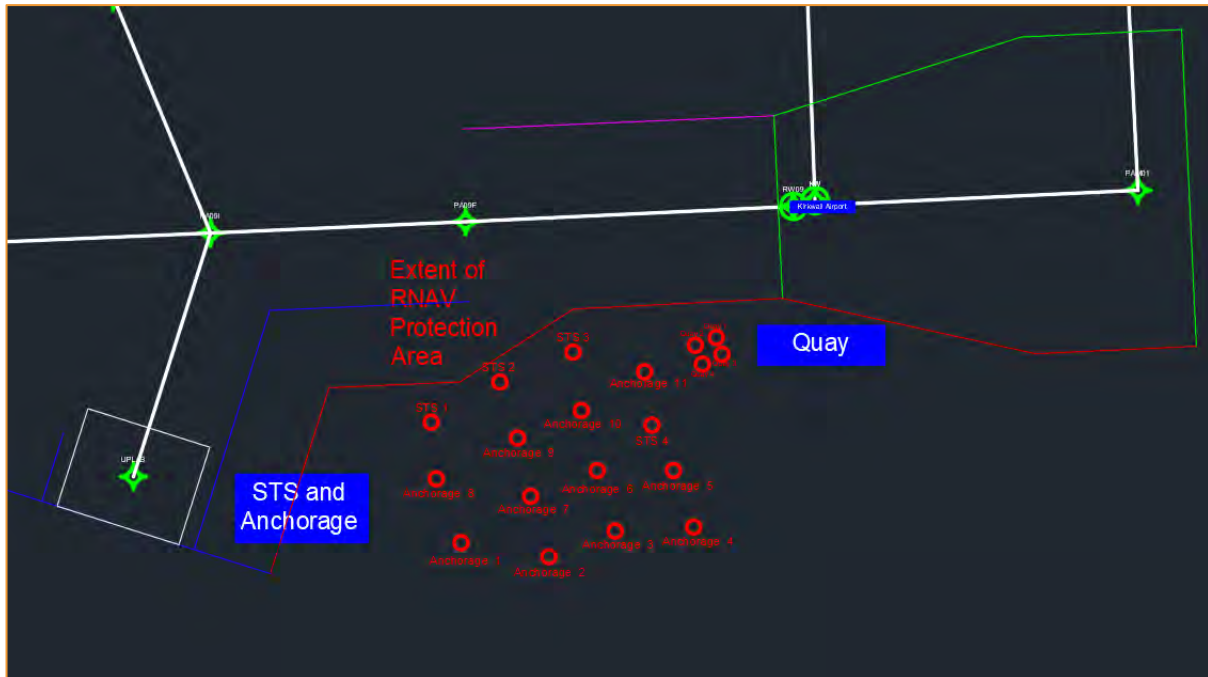 PA09F
RW09
Kirkwall Airport
Extent of
RNAV
Protection
Area
Quay
STS 3
STS 2
Anchorage 11
STS 1
Anchorage 10
STS 4
Anchorage 9
STS and
Anchorage
Anchorage 8
Anchorage 6
Anchorage 5
Anchorage 7
Anchorage 3
Anchorage 4
Anchorage 1
Anchorage 2